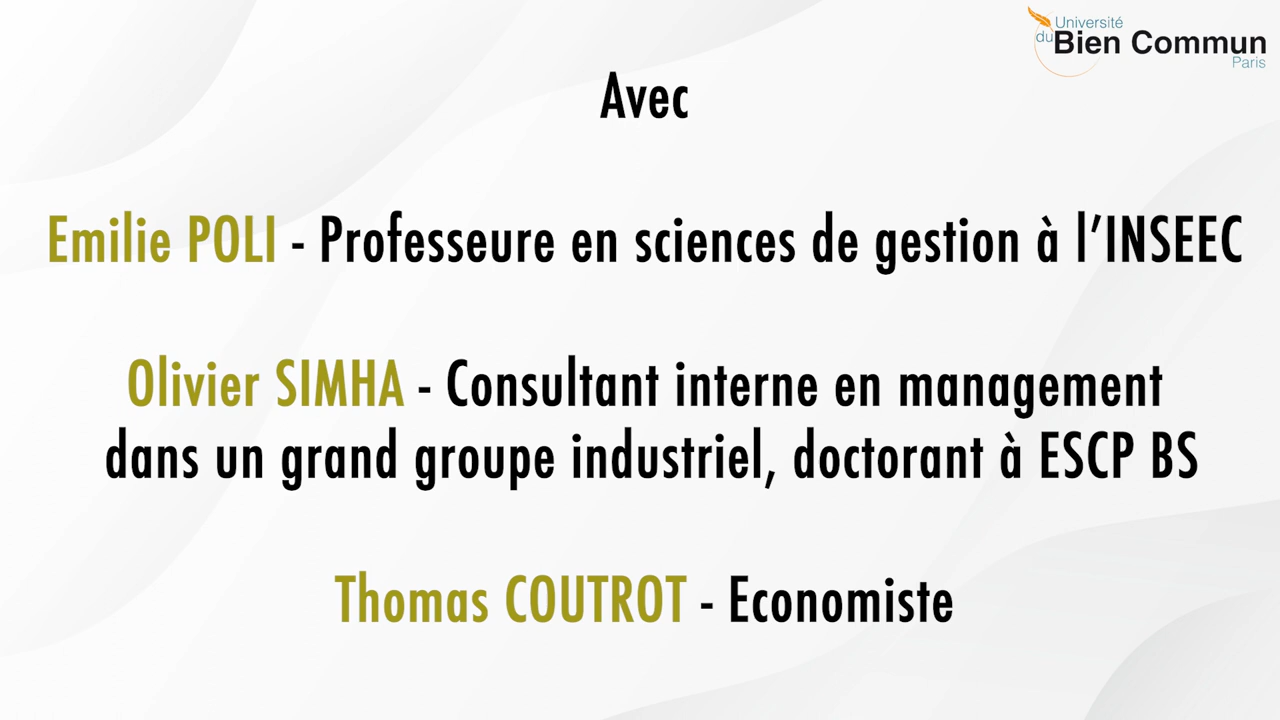 Université
du Bien Commun
Paris
Avec
Emilie POLI - Professeure en sciences de gestion à l’INSEEC
Olivier SIMHA - Consultant interne en management
dans un grand groupe industriel, doctorant à ESCP BS
Thomas COUTROT - Economiste